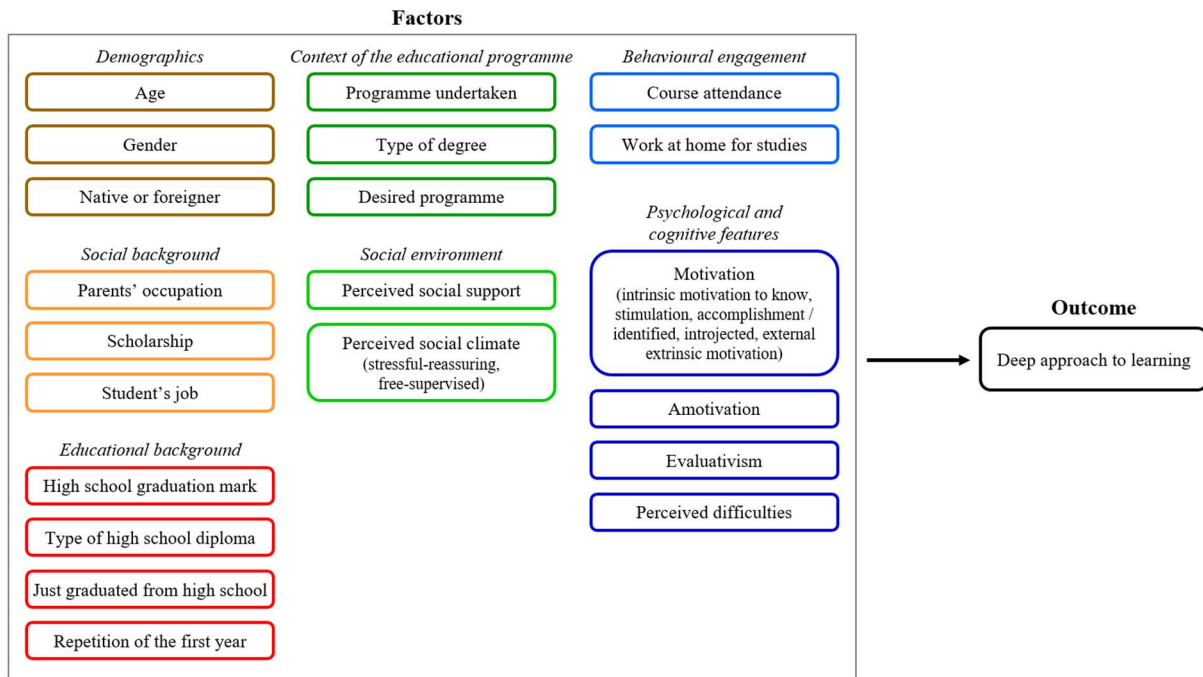 Factors
Demographics
Age
Gender
Native or foreigner
Social background
Parents' occupation
Scholarship
Student's job
Educational background
High school graduation mark
Type of high school diploma
Just graduated from high school
Repetition of the first year
Context of the educational programme
Programme undertaken
Type of degree
Desired programme
Social environment
Perceived social support
Perceived social climate
(stressful-reassuring,
free-supervised)
Behavioural engagement
Course attendance
Work at home for studies
Psychological and
cognitive features
Motivation
(intrinsic motivation to know,
stimulation, accomplishment /
identified, introjected, external
extrinsic motivation)
Amotivation
Evaluativism
Perceived difficulties
Outcome
Deep approach to learning